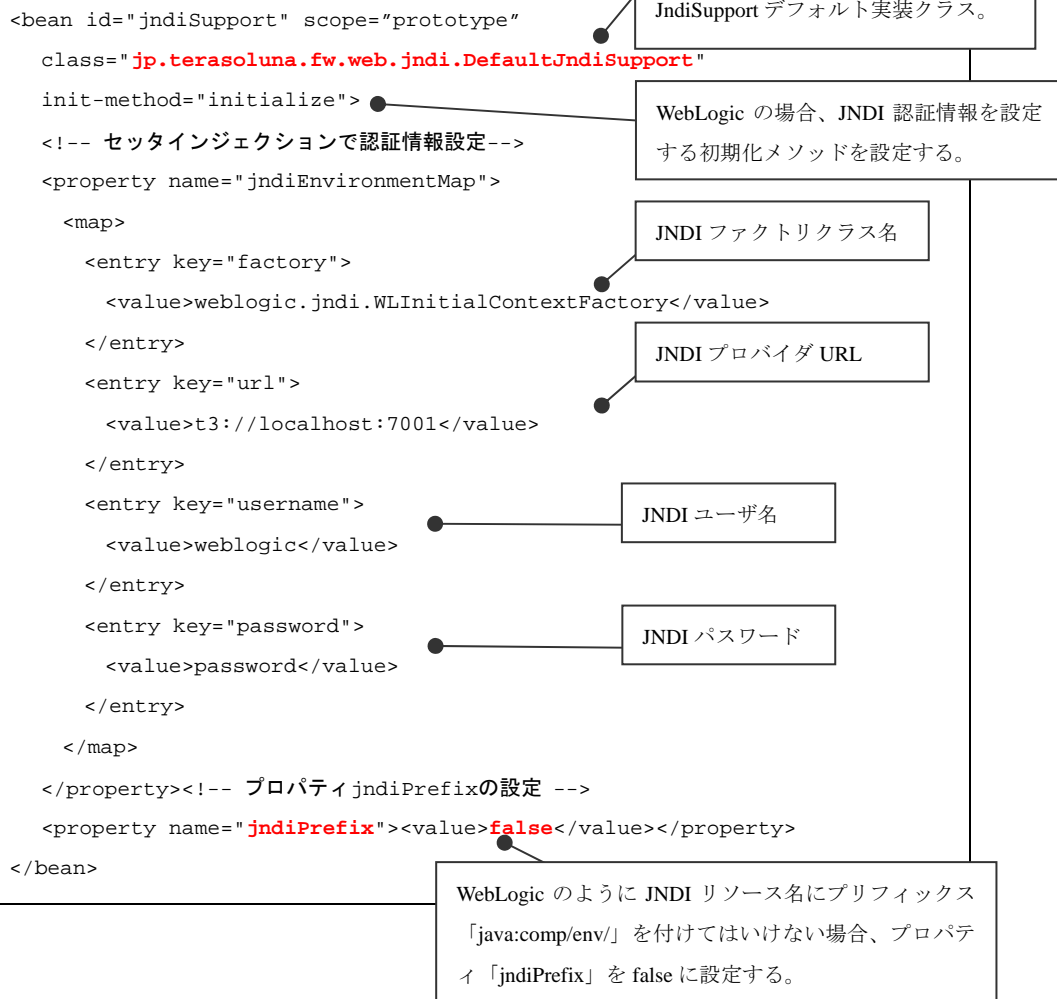 JndiSupport デフォルト実装クラス。
<bean id="jndiSupport" scope=”prototype”
class="jp.terasoluna.fw.web.jndi.DefaultJndiSupport"
init-method="initialize">
WebLogic の場合、JNDI 認証情報を設定
する初期化メソッドを設定する。
<!-- セッタインジェクションで認証情報設定-->
<property name="jndiEnvironmentMap">
<map>
JNDI ファクトリクラス名
<entry key="factory">
<value>weblogic.jndi.WLInitialContextFactory</value>
</entry>
JNDI プロバイダ URL
<entry key="url">
<value>t3://localhost:7001</value>
</entry>
<entry key="username">
JNDI ユーザ名
<value>weblogic</value>
</entry>
<entry key="password">
JNDI パスワード
<value>password</value>
</entry>
</map>
</property><!-- プロパティjndiPrefixの設定 -->
<property name="jndiPrefix"><value>false</value></property>
</bean>
WebLogic のように JNDI リソース名にプリフィックス
「java:comp/env/」を付けてはいけない場合、プロパテ
ィ「jndiPrefix」を false に設定する。